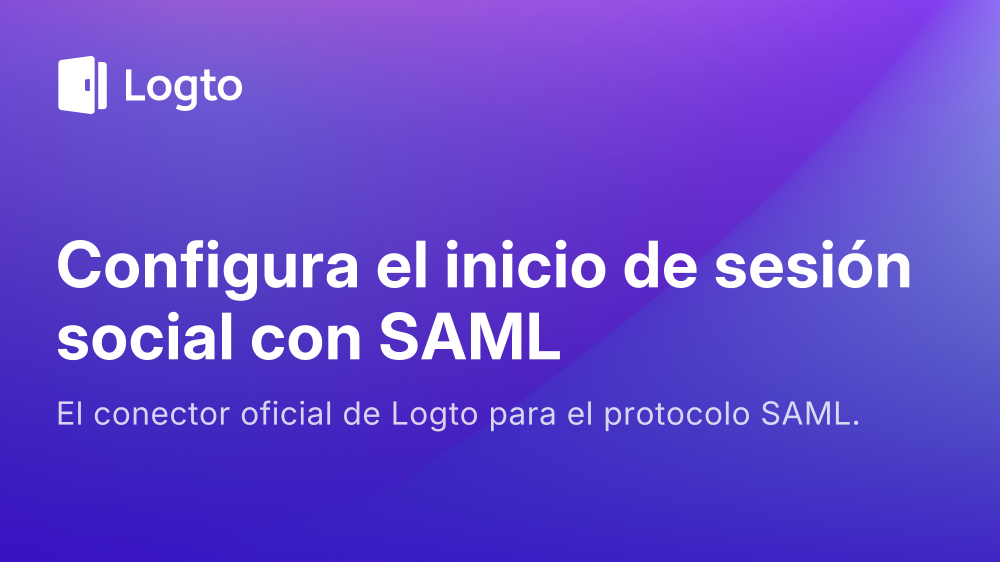 Logto
Configura el inicio de sesión
social con SAML
El conector oficial de Logto para el protocolo SAML.